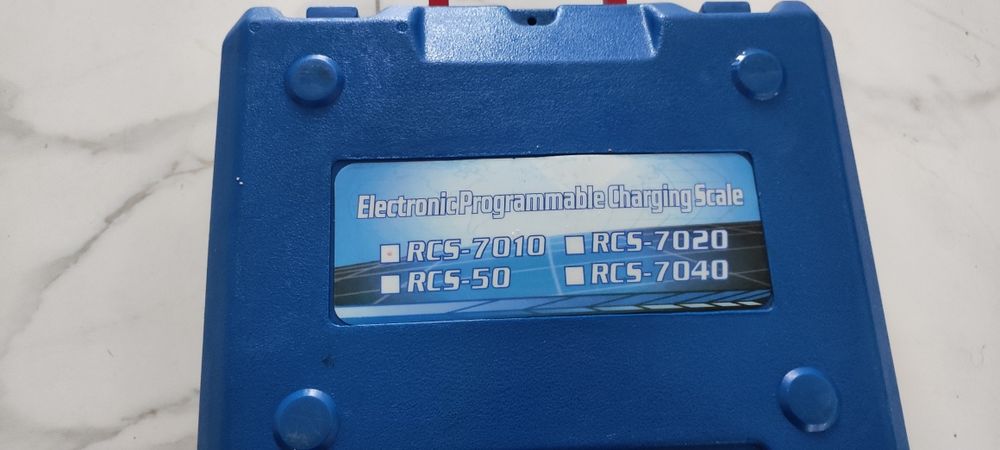 Electronic Programmable Charging Scale
RCS-7010 RCS-7020
RCS-50 RCS-7040